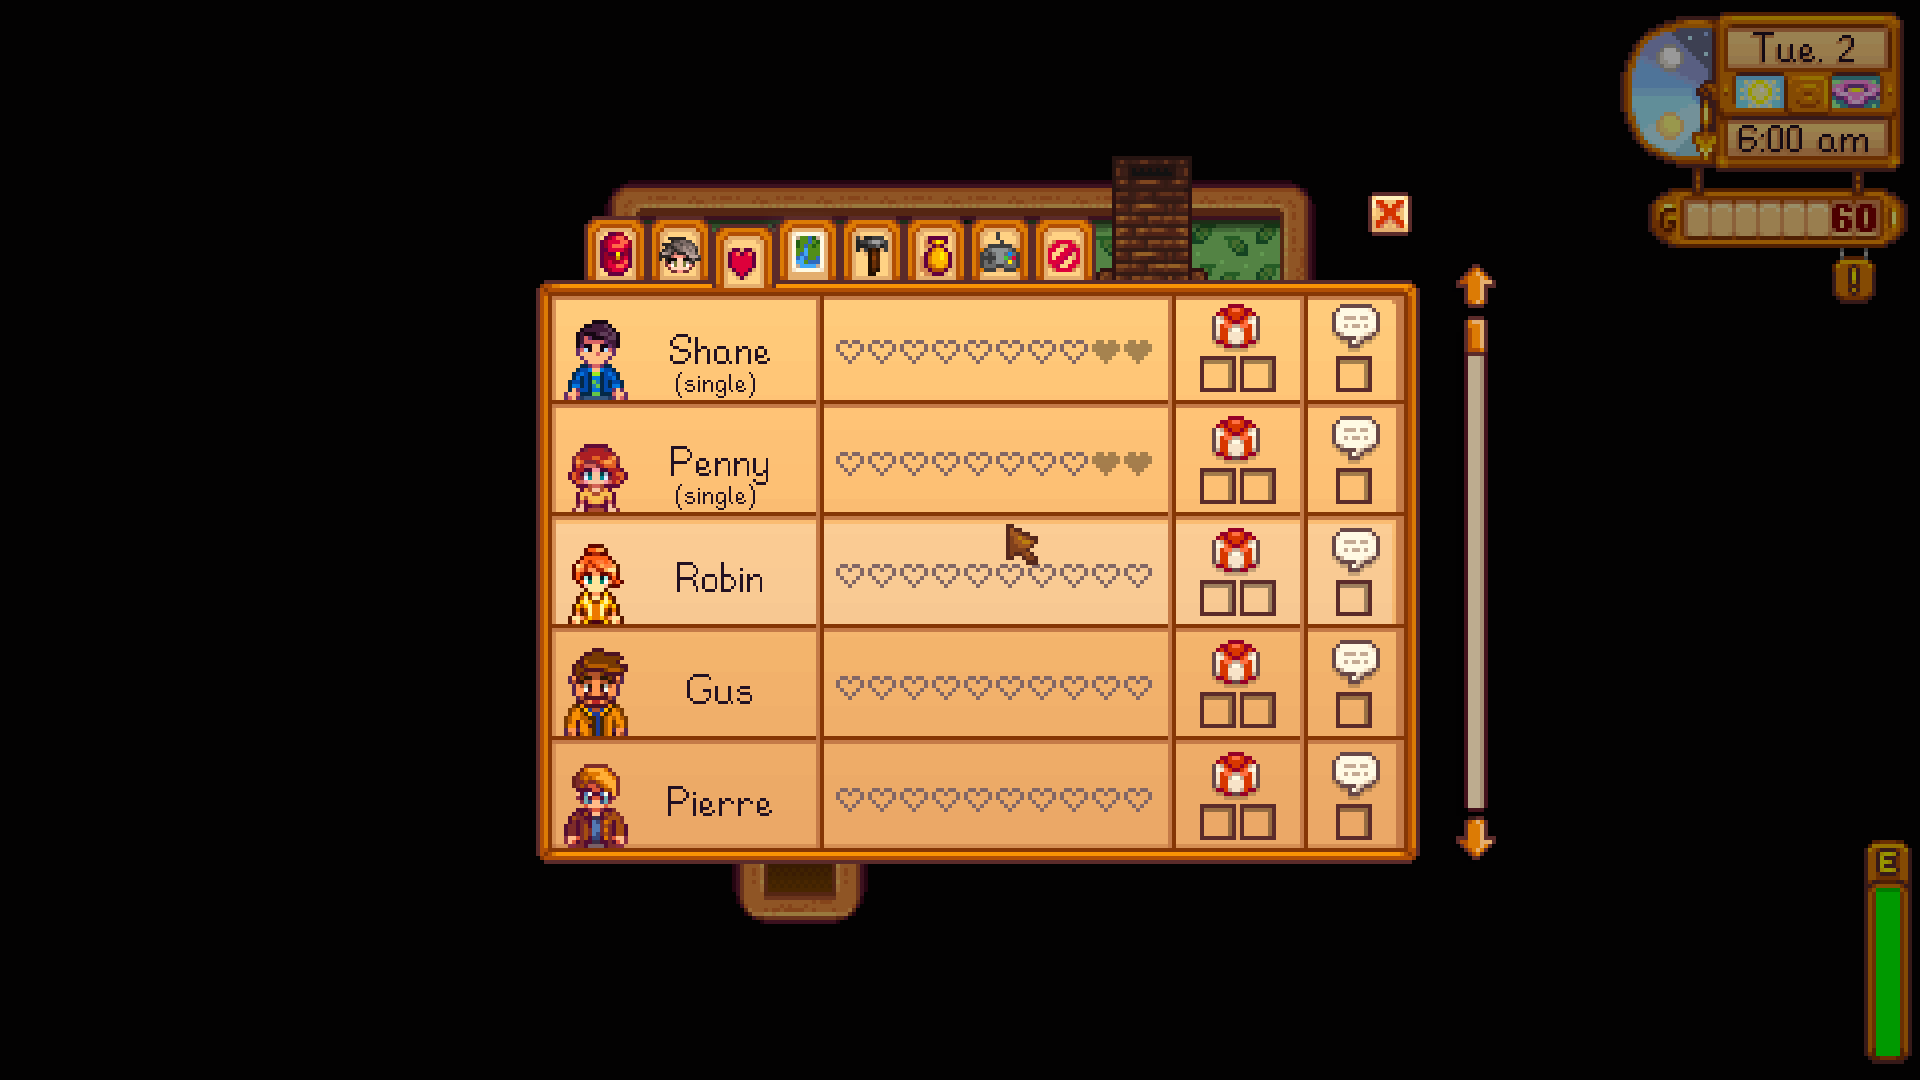 Tue. 2
6:00 am
G 60
!
Shane
(single)
Penny
(single)
Robin
Gus
Pierre
E